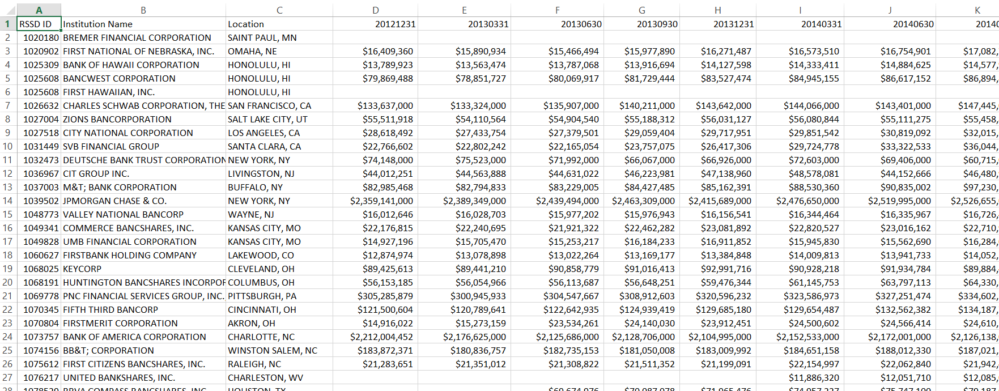 A B C D E F G H I J K
1 RSSD ID Institution Name Location 20121231 20130331 20130630 20130930 20131231 20140331 20140630 2014
2 1020180 BREMER FINANCIAL CORPORATION SAINT PAUL, MN
3 1020902 FIRST NATIONAL OF NEBRASKA, INC. OMAHA, NE $16,409,360 $15,890,934 $15,466,494 $15,977,890 $16,271,487 $16,573,510 $16,754,901 $17,082,
4 1025309 BANK OF HAWAII CORPORATION HONOLULU, HI $13,789,923 $13,563,474 $13,787,068 $13,916,694 $14,127,598 $14,333,411 $14,884,625 $14,577,
5 1025608 BANCWEST CORPORATION HONOLULU, HI $79,869,488 $78,851,727 $80,069,917 $81,729,444 $83,527,474 $84,945,155 $86,617,152 $86,894,
6 1025608 FIRST HAWAIIAN, INC. HONOLULU, HI
7 1026632 CHARLES SCHWAB CORPORATION, THE SAN FRANCISCO, CA $133,637,000 $133,324,000 $135,907,000 $140,211,000 $143,642,000 $144,066,000 $143,401,000 $147,445,
8 1027004 ZIONS BANCORPORATION SALT LAKE CITY, UT $55,511,918 $54,110,564 $54,904,540 $55,188,312 $56,031,127 $56,080,844 $55,111,275 $55,458,
9 1027518 CITY NATIONAL CORPORATION LOS ANGELES, CA $28,618,492 $27,433,754 $27,379,501 $29,059,404 $29,717,951 $29,851,542 $30,819,092 $32,015,
10 1031449 SVB FINANCIAL GROUP SANTA CLARA, CA $22,766,602 $22,802,242 $22,165,054 $23,757,075 $26,417,306 $29,724,778 $33,322,533 $36,044,
11 1032473 DEUTSCHE BANK TRUST CORPORATION NEW YORK, NY $74,148,000 $75,523,000 $71,992,000 $66,067,000 $66,926,000 $72,603,000 $69,406,000 $60,715,
12 1036967 CIT GROUP INC. LIVINGSTON, NJ $44,012,251 $44,563,888 $44,631,022 $46,223,981 $47,138,960 $48,578,081 $44,152,666 $46,480,
13 1037003 M&T; BANK CORPORATION BUFFALO, NY $82,985,468 $82,794,833 $83,229,005 $84,427,485 $85,162,391 $88,530,360 $90,835,002 $97,230,
14 1039502 JPMORGAN CHASE & CO. NEW YORK, NY $2,359,141,000 $2,389,349,000 $2,439,494,000 $2,463,309,000 $2,415,689,000 $2,476,650,000 $2,519,995,000 $2,526,655,
15 1048773 VALLEY NATIONAL BANCORP WAYNE, NJ $16,012,646 $16,028,703 $15,977,202 $15,976,943 $16,156,541 $16,344,464 $16,335,967 $16,726,
16 1049341 COMMERCE BANCSHARES, INC. KANSAS CITY, MO $22,176,815 $22,240,695 $21,921,322 $22,462,282 $23,081,892 $22,820,527 $23,016,162 $22,710,
17 1049828 UMB FINANCIAL CORPORATION KANSAS CITY, MO $14,927,196 $15,705,470 $15,253,217 $16,184,233 $16,911,852 $15,945,830 $15,562,690 $16,284,
18 1060627 FIRSTBANK HOLDING COMPANY LAKEWOOD, CO $12,874,974 $13,078,898 $13,022,264 $13,169,177 $13,384,848 $14,009,813 $13,941,733 $14,052,
19 1068025 KEYCORP CLEVELAND, OH $89,425,613 $89,441,210 $90,858,779 $91,016,413 $92,991,716 $90,928,218 $91,934,784 $89,884,
20 1068191 HUNTINGTON BANCSHARES INCORPOR COLUMBUS, OH $56,153,185 $56,054,966 $56,113,687 $56,648,251 $59,476,344 $61,145,753 $63,797,113 $64,330,
21 1069778 PNC FINANCIAL SERVICES GROUP, INC. PITTSBURGH, PA $305,285,879 $300,945,933 $304,547,667 $308,912,603 $320,596,232 $323,586,973 $327,251,474 $334,602,
22 1070345 FIFTH THIRD BANCORP CINCINNATI, OH $121,500,604 $120,789,641 $122,642,935 $124,939,419 $129,685,180 $129,654,487 $132,562,382 $134,187,
23 1070804 FIRSTMERIT CORPORATION AKRON, OH $14,916,022 $15,273,159 $23,534,261 $24,140,030 $23,912,451 $24,500,602 $24,566,414 $24,610,
24 1073757 BANK OF AMERICA CORPORATION CHARLOTTE, NC $2,212,004,452 $2,176,625,000 $2,125,686,000 $2,128,706,000 $2,104,995,000 $2,152,533,000 $2,172,001,000 $2,126,138,
25 1074156 BB&T; CORPORATION WINSTON SALEM, NC $183,872,371 $180,836,757 $182,735,153 $181,050,008 $183,009,992 $184,651,158 $188,012,330 $187,021,
26 1075612 FIRST CITIZENS BANCSHARES, INC. RALEIGH, NC $21,283,651 $21,351,012 $21,308,822 $21,511,352 $21,199,091 $22,154,997 $22,062,840 $21,942,
27 1076217 UNITED BANKSHARES, INC. CHARLESTON, WV $11,886,320 $12,051,710 $12,085,
28 BBVA COMPASS BANCSHARES, INC. HOUSTON, TX